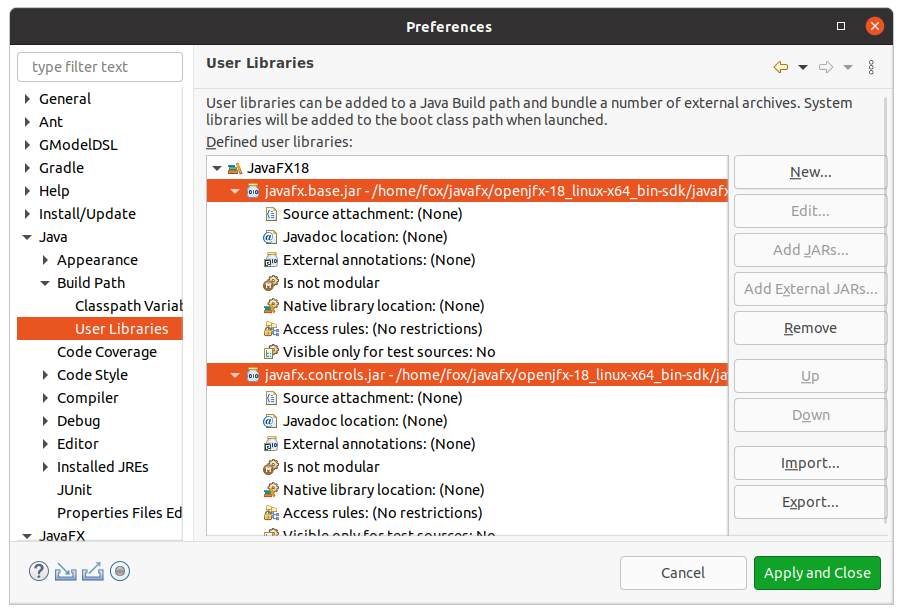 Preferences
type filter text
General
Ant
GModelDSL
Gradle
Help
Install/Update
Java
Appearance
Build Path
Classpath Variab
User Libraries
Code Coverage
Code Style
Compiler
Debug
Editor
Installed JREs
JUnit
Properties Files Ed
JavaFX
User Libraries
User libraries can be added to a Java Build path and bundle a number of external archives. System
libraries will be added to the boot class path when launched.
Defined user libraries:
JavaFX18
javafx.base.jar - /home/fox/javafx/openjfx-18_linux-x64_bin-sdk/javafx
Source attachment: (None)
Javadoc location: (None)
External annotations: (None)
Is not modular
Native library location: (None)
Access rules: (No restrictions)
Visible only for test sources: No
javafx.controls.jar - /home/fox/javafx/openjfx-18_linux-x64_bin-sdk/ja
Source attachment: (None)
Javadoc location: (None)
External annotations: (None)
Is not modular
Native library location: (None)
Access rules: (No restrictions)
Visible only for test sources: No
New...
Edit...
Add JARs...
Add External JARs...
Remove
Up
Down
Import...
Export...
Cancel
Apply and Close